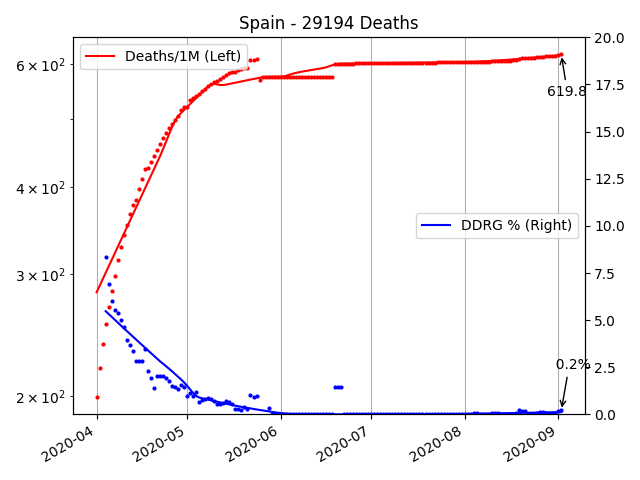 Spain - 29194 Deaths
Deaths/1M (Left)
DDRG % (Right)
619.8
0.2%
6 × 10²
4 × 10²
3 × 10²
2 × 10²
20.0
17.5
15.0
12.5
10.0
7.5
5.0
2.5
0.0
2020-04
2020-05
2020-06
2020-07
2020-08
2020-09